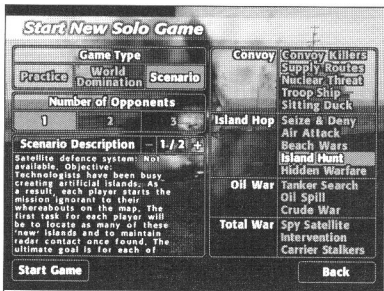 Start New Solo Game
Game Type
Practice World Domination Scenario
Number of Opponents
1 2 3
Scenario Description - 1/2 +
Satellite defence system: Not
available. Objective:
Technologists have been busy
creating artificial islands. As
a result, each player starts the
mission ignorant to their
whereabouts on the map. The
first task for each player will
be to locate as many of these
'new' islands and to maintain
radar contact once found. The
ultimate goal is for each of
Convoy
Convoy Killers
Supply Routes
Nuclear Threat
Troop Ship
Sitting Duck
Island Hop
Seize & Deny
Air Attack
Beach Wars
Island Hunt
Hidden Warfare
Oil War
Tanker Search
Oil Spill
Crude War
Total War
Spy Satellite
Intervention
Carrier Stalkers
Start Game
Back